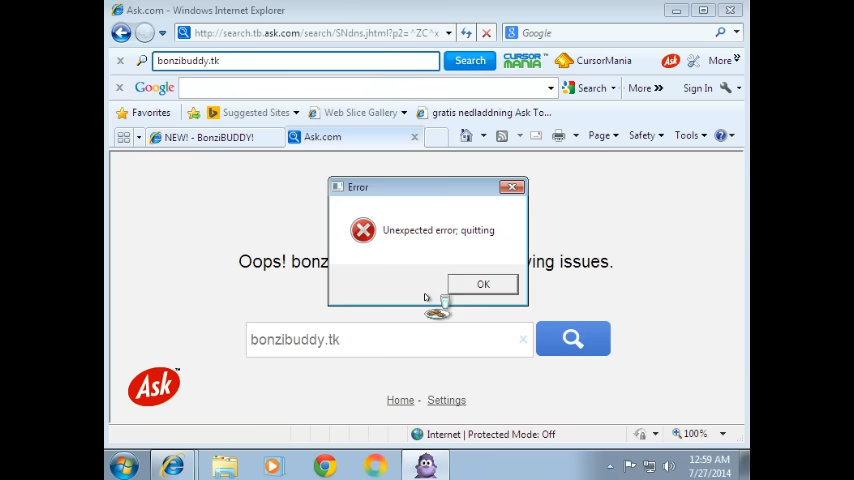 Ask.com - Windows Internet Explorer
http://search.tb.ask.com/search/SNdns.jhtml?p2=^ZC^x
Google
bonzibuddy.tk
Search
CURSOR MANIA
CursorMania
Ask
More
Google
Search
More »
Sign In
Favorites
Suggested Sites
Web Slice Gallery
gratis nedladdning Ask To...
NEW! - BonziBUDDY!
Ask.com
Page
Safety
Tools
Error
Unexpected error; quitting
OK
Oops! bonz
ving issues.
bonzibuddy.tk
Ask
Home - Settings
Internet | Protected Mode: Off
100%
12:59 AM
7/27/2014